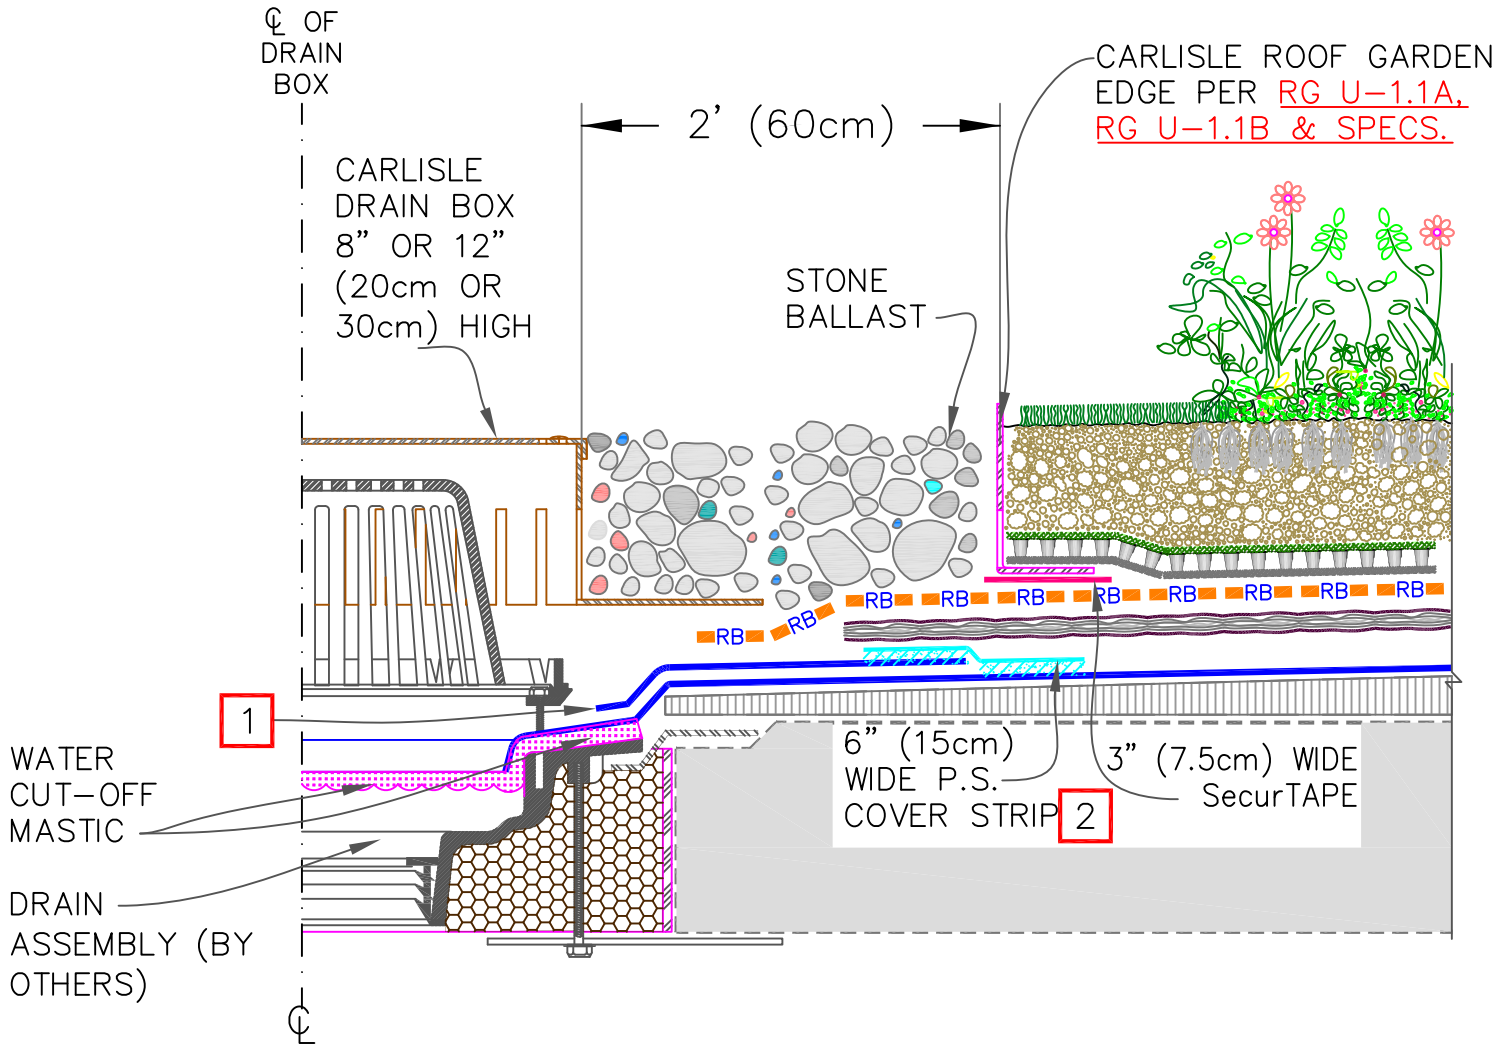 ℄ OF
DRAIN
BOX
CARLISLE ROOF GARDEN
EDGE PER RG U-1.1A,
RG U-1.1B & SPECS.
2' (60cm)
CARLISLE
DRAIN BOX
8" OR 12"
(20cm OR
30cm) HIGH
STONE
BALLAST
RB RB RB RB RB RB RB RB RB RB
1
WATER
CUT-OFF
MASTIC
6" (15cm)
WIDE P.S.
COVER STRIP 2
3" (7.5cm) WIDE
SecurTAPE
DRAIN
ASSEMBLY (BY
OTHERS)
℄